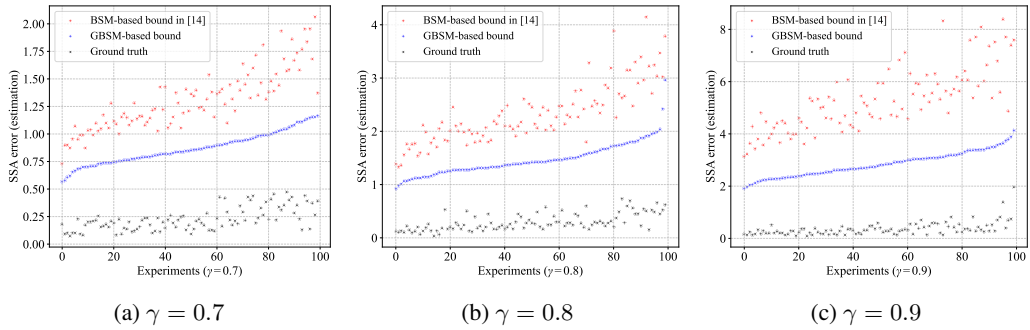 BSM-based bound in [14]
GBSM-based bound
Ground truth
SSA error (estimation)
2.00
1.75
1.50
1.25
1.00
0.75
0.50
0.25
0.00
0 20 40 60 80 100
Experiments (γ = 0.7)
(a) γ = 0.7
BSM-based bound in [14]
GBSM-based bound
Ground truth
SSA error (estimation)
4
3
2
1
0
0 20 40 60 80 100
Experiments (γ = 0.8)
(b) γ = 0.8
BSM-based bound in [14]
GBSM-based bound
Ground truth
SSA error (estimation)
8
6
4
2
0
0 20 40 60 80 100
Experiments (γ = 0.9)
(c) γ = 0.9